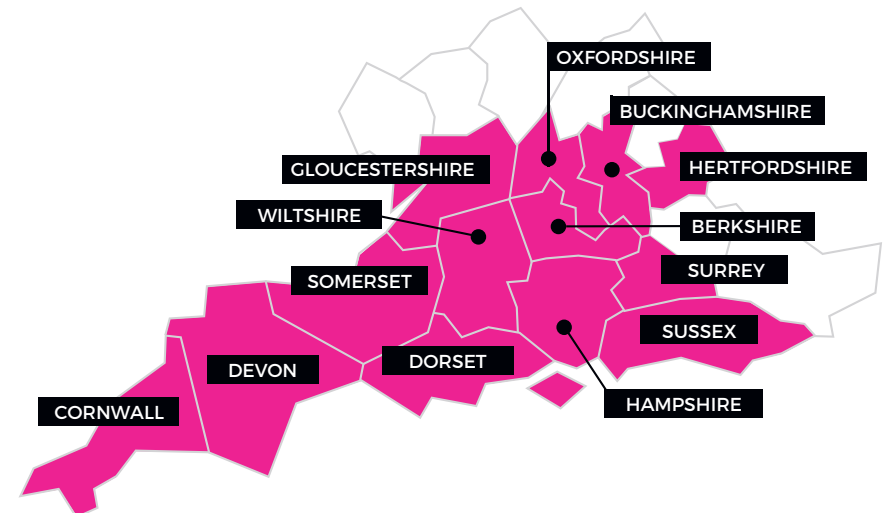 OXFORDSHIRE
BUCKINGHAMSHIRE
GLOUCESTERSHIRE
HERTFORDSHIRE
WILTSHIRE
BERKSHIRE
SOMERSET
SURREY
SUSSEX
DEVON
DORSET
CORNWALL
HAMPSHIRE